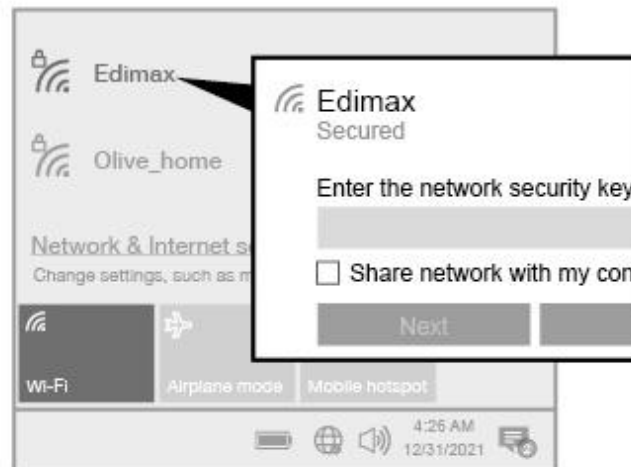 Edimax
Olive_home
Network & Internet s
Change settings, such as m
Wi-Fi
Airplane mode
Mobile hotspot
4:26 AM
12/31/2021
Edimax
Secured
Enter the network security key
Share network with my con
Next